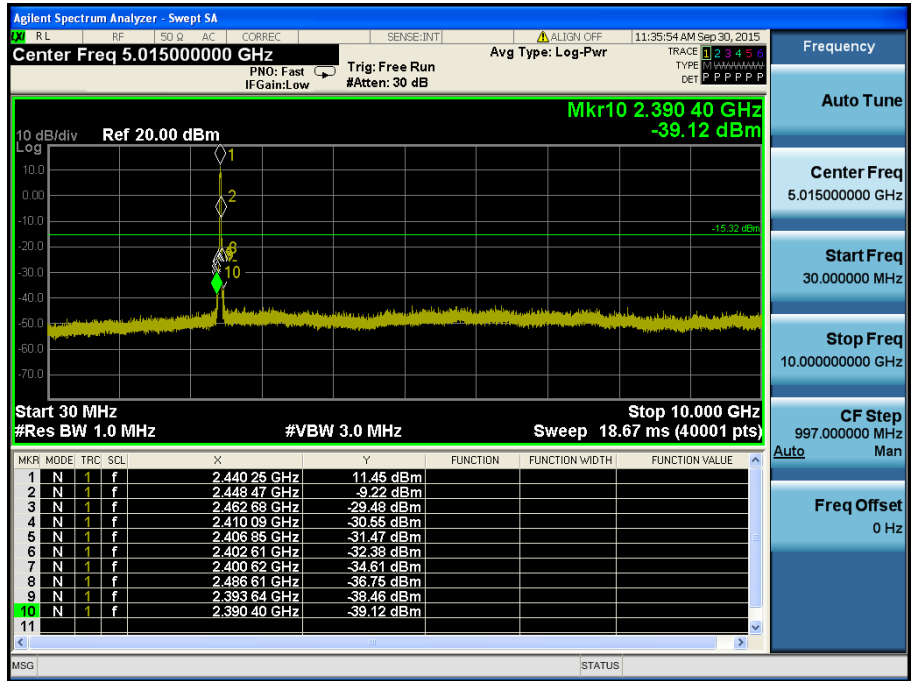 Agilent Spectrum Analyzer - Swept SA
LXI RL RF 50 Ω AC CORREC SENSE:INT ALIGN OFF 11:35:54 AM Sep 30, 2015
Center Freq 5.015000000 GHz
PNO: Fast
IFGain:Low
Trig: Free Run
#Atten: 30 dB
Avg Type: Log-Pwr
TRACE 1 2 3 4 5 6
TYPE M WWWWW
DET P P P P P P
Mkr10 2.390 40 GHz
-39.12 dBm
10 dB/div Ref 20.00 dBm
Log
10.0
0.00
-10.0
-20.0
-30.0
-40.0
-50.0
-60.0
-70.0
1
2
10
-15.32 dBm
Start 30 MHz Stop 10.000 GHz
#Res BW 1.0 MHz #VBW 3.0 MHz Sweep 18.67 ms (40001 pts)
MKR MODE TRC SCL X Y FUNCTION FUNCTION WIDTH FUNCTION VALUE
1 N 1 f 2.440 25 GHz 11.45 dBm
2 N 1 f 2.448 47 GHz -9.22 dBm
3 N 1 f 2.462 68 GHz -29.48 dBm
4 N 1 f 2.410 09 GHz -30.55 dBm
5 N 1 f 2.406 85 GHz -31.47 dBm
6 N 1 f 2.402 61 GHz -32.38 dBm
7 N 1 f 2.400 62 GHz -34.61 dBm
8 N 1 f 2.486 61 GHz -36.75 dBm
9 N 1 f 2.393 64 GHz -38.46 dBm
10 N 1 f 2.390 40 GHz -39.12 dBm
11
MSG STATUS
Frequency
Auto Tune
Center Freq
5.015000000 GHz
Start Freq
30.000000 MHz
Stop Freq
10.000000000 GHz
CF Step
997.000000 MHz
Auto Man
Freq Offset
0 Hz